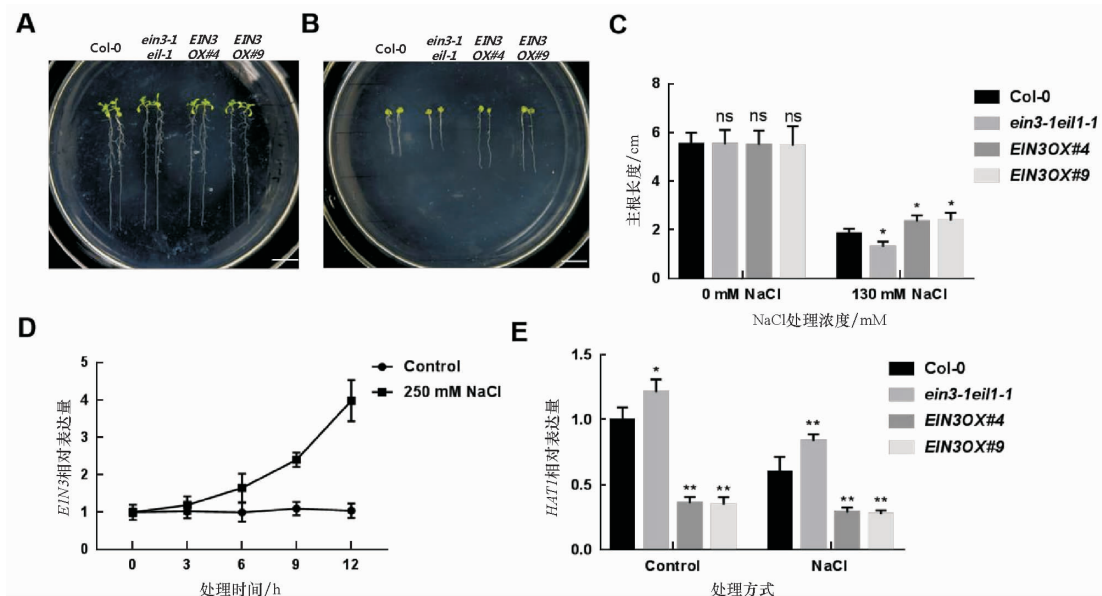 A
Col-0
ein3-1
eil-1
EIN3
OX#4
EIN3
OX#9
B
Col-0
ein3-1
eil-1
EIN3
OX#4
EIN3
OX#9
C
8
6
4
2
0
主根长度/cm
ns
ns
ns
*
*
*
0 mM NaCl
130 mM NaCl
NaCl处理浓度/mM
Col-0
ein3-1eil1-1
EIN3OX#4
EIN3OX#9
D
5
4
3
2
1
0
EIN3相对表达量
0
3
6
9
12
处理时间/h
Control
250 mM NaCl
E
1.5
1.0
0.5
0.0
HAT1相对表达量
*
**
**
**
**
**
Control
NaCl
处理方式
Col-0
ein3-1eil1-1
EIN3OX#4
EIN3OX#9